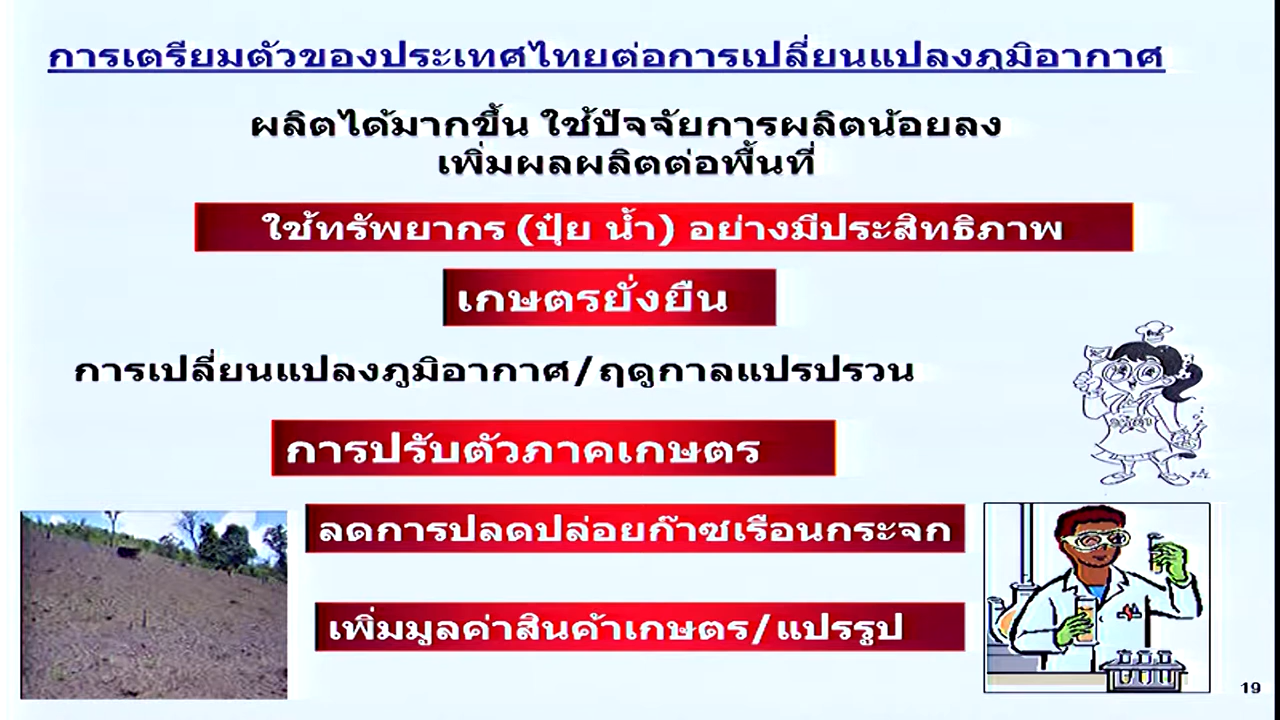 การเตรียมตัวของประเทศไทยต่อการเปลี่ยนแปลงภูมิอากาศ
ผลิตได้มากขึ้น ใช้ปัจจัยการผลิตน้อยลง
เพิ่มผลผลิตต่อพื้นที่
ใช้ทรัพยากร (ปุ๋ย น้ำ) อย่างมีประสิทธิภาพ
เกษตรยั่งยืน
การเปลี่ยนแปลงภูมิอากาศ/ฤดูกาลแปรปรวน
การปรับตัวภาคเกษตร
ลดการปลดปล่อยก๊าซเรือนกระจก
เพิ่มมูลค่าสินค้าเกษตร/แปรรูป
19